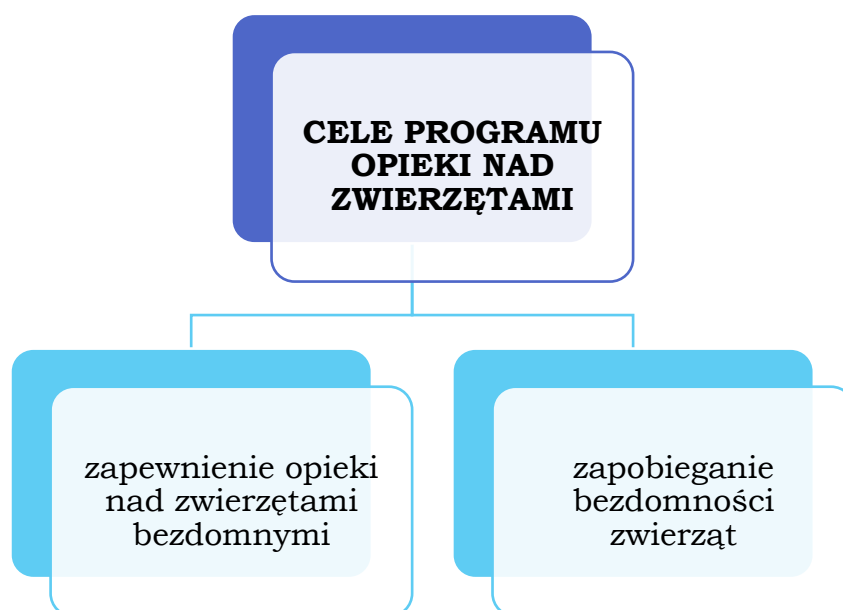 CELE PROGRAMU
OPIEKI NAD
ZWIERZĘTAMI
zapewnienie opieki
nad zwierzętami
bezdomnymi
zapobieganie
bezdomności
zwierząt